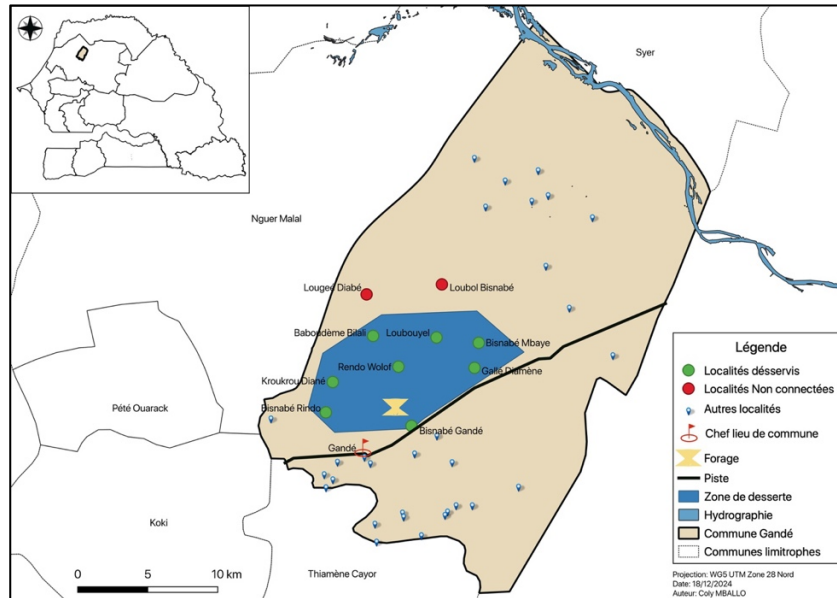 Syer
Nguer Malal
Lougeé Diabé
Loubol Bisnabé
Baboudème Bilali
Loubouyel
Bisnabé Mbaye
Rendo Wolof
Gallé Diamène
Kroukrou Diané
Bisnabé Rindo
Bisnabé Gandé
Gandé
Pété Ouarack
Koki
Thiamène Cayor
0 5 10 km
Légende
Localités désservis
Localités Non connectées
Autres localités
Chef lieu de commune
Forage
Piste
Zone de desserte
Hydrographie
Commune Gandé
Communes limitrophes
Projection: WG5 UTM Zone 28 Nord
Date: 18/12/2024
Auteur: Coly MBALLO